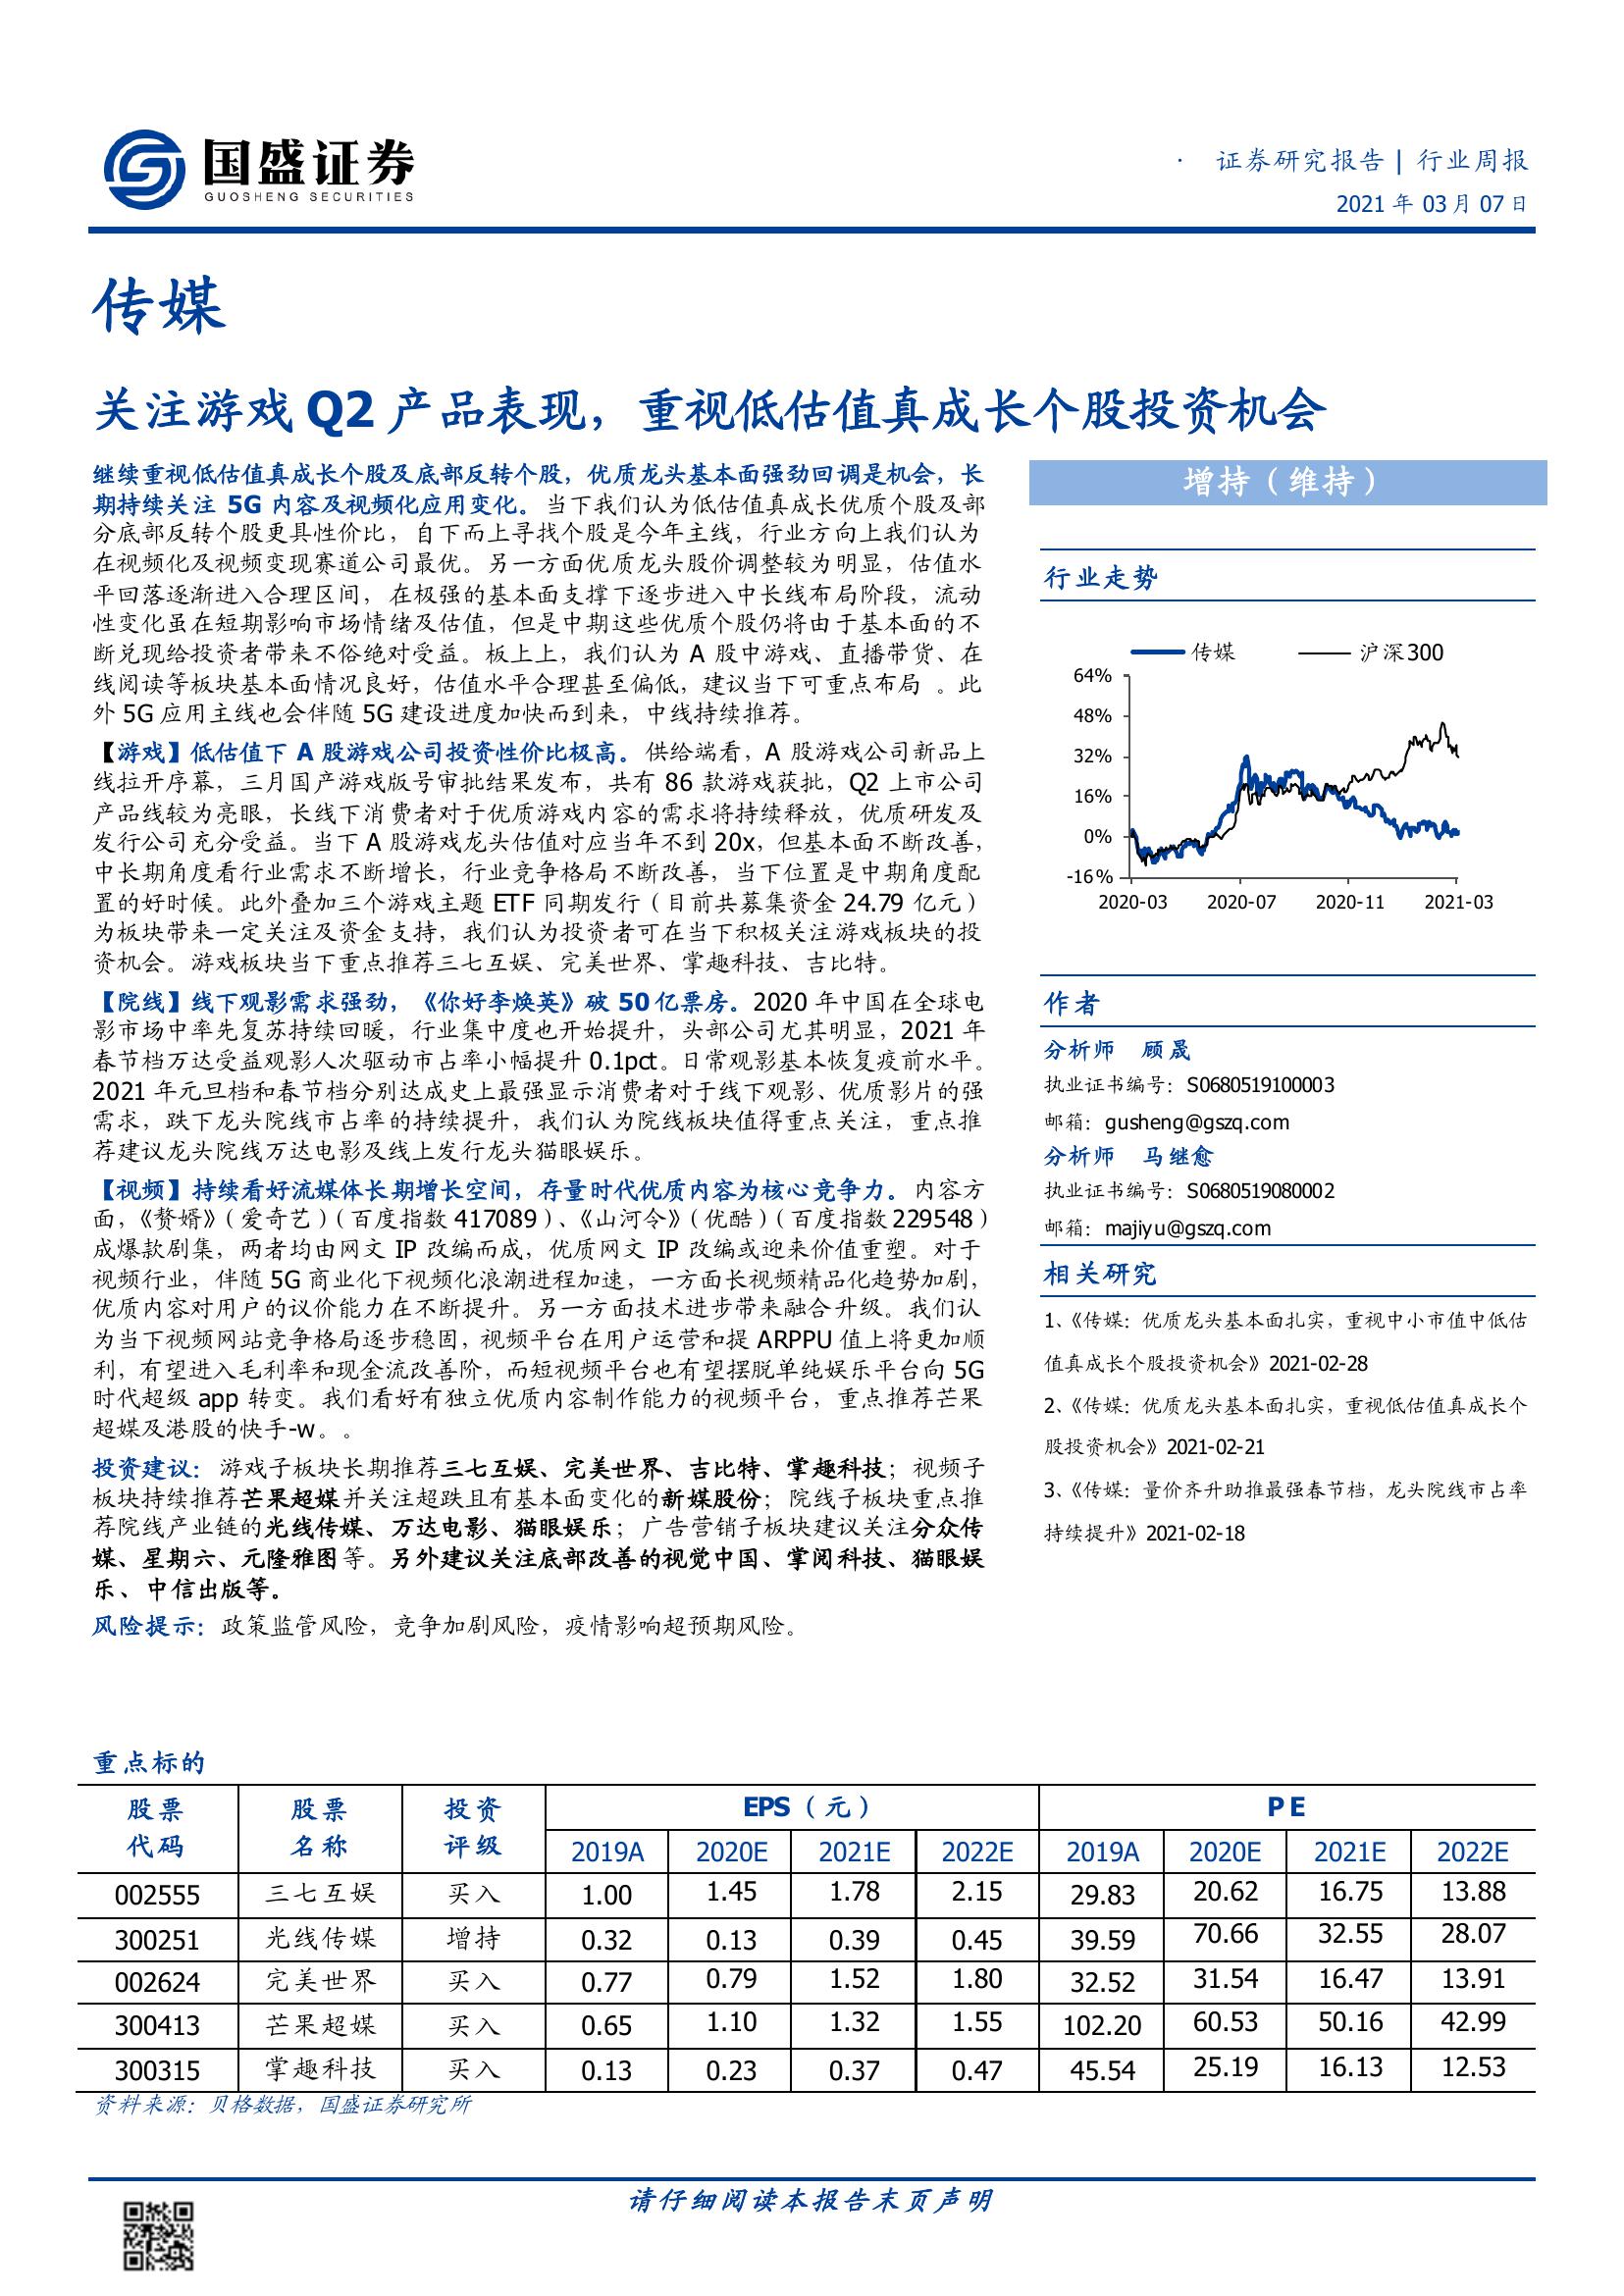 国盛证券
GUOSHENG SECURITIES
· 证券研究报告 | 行业周报
2021 年 03 月 07 日
传媒
关注游戏 Q2 产品表现，重视低估值真成长个股投资机会
继续重视低估值真成长个股及底部反转个股，优质龙头基本面强劲回调是机会，长
期持续关注 5G 内容及视频化应用变化。当下我们认为低估值真成长优质个股及部
分底部反转个股更具性价比，自下而上寻找个股是今年主线，行业方向上我们认为
在视频化及视频变现赛道公司最优。另一方面优质龙头股价调整较为明显，估值水
平回落逐渐进入合理区间，在极强的基本面支撑下逐步进入中长线布局阶段，流动
性变化虽在短期影响市场情绪及估值，但是中期这些优质个股仍将由于基本面的不
断兑现给投资者带来不俗绝对受益。板上上，我们认为 A 股中游戏、直播带货、在
线阅读等板块基本面情况良好，估值水平合理甚至偏低，建议当下可重点布局 。此
外 5G 应用主线也会伴随 5G 建设进度加快而到来，中线持续推荐。
【游戏】低估值下 A 股游戏公司投资性价比极高。供给端看，A 股游戏公司新品上
线拉开序幕，三月国产游戏版号审批结果发布，共有 86 款游戏获批，Q2 上市公司
产品线较为亮眼，长线下消费者对于优质游戏内容的需求将持续释放，优质研发及
发行公司充分受益。当下 A 股游戏龙头估值对应当年不到 20x，但基本面不断改善，
中长期角度看行业需求不断增长，行业竞争格局不断改善，当下位置是中期角度配
置的好时候。此外叠加三个游戏主题 ETF 同期发行（目前共募集资金 24.79 亿元）
为板块带来一定关注及资金支持，我们认为投资者可在当下积极关注游戏板块的投
资机会。游戏板块当下重点推荐三七互娱、完美世界、掌趣科技、吉比特。
【院线】线下观影需求强劲，《你好李焕英》破 50 亿票房。2020 年中国在全球电
影市场中率先复苏持续回暖，行业集中度也开始提升，头部公司尤其明显，2021 年
春节档万达受益观影人次驱动市占率小幅提升 0.1pct。日常观影基本恢复疫前水平。
2021 年元旦档和春节档分别达成史上最强显示消费者对于线下观影、优质影片的强
需求，跌下龙头院线市占率的持续提升，我们认为院线板块值得重点关注，重点推
荐建议龙头院线万达电影及线上发行龙头猫眼娱乐。
【视频】持续看好流媒体长期增长空间，存量时代优质内容为核心竞争力。内容方
面，《赘婿》（爱奇艺）（百度指数 417089）、《山河令》（优酷）（百度指数 229548）
成爆款剧集，两者均由网文 IP 改编而成，优质网文 IP 改编或迎来价值重塑。对于
视频行业，伴随 5G 商业化下视频化浪潮进程加速，一方面长视频精品化趋势加剧，
优质内容对用户的议价能力在不断提升。另一方面技术进步带来融合升级。我们认
为当下视频网站竞争格局逐步稳固，视频平台在用户运营和提 ARPPU 值上将更加顺
利，有望进入毛利率和现金流改善阶，而短视频平台也有望摆脱单纯娱乐平台向 5G
时代超级 app 转变。我们看好有独立优质内容制作能力的视频平台，重点推荐芒果
超媒及港股的快手-w。。
投资建议：游戏子板块长期推荐三七互娱、完美世界、吉比特、掌趣科技；视频子
板块持续推荐芒果超媒并关注超跌且有基本面变化的新媒股份；院线子板块重点推
荐院线产业链的光线传媒、万达电影、猫眼娱乐；广告营销子板块建议关注分众传
媒、星期六、元隆雅图等。另外建议关注底部改善的视觉中国、掌阅科技、猫眼娱
乐、中信出版等。
风险提示：政策监管风险，竞争加剧风险，疫情影响超预期风险。
增持（维持）
行业走势
传媒 沪深300
64%
48%
32%
16%
0%
-16%
2020-03 2020-07 2020-11 2021-03
作者
分析师 顾晟
执业证书编号：S0680519100003
邮箱：gusheng@gszq.com
分析师 马继愈
执业证书编号：S0680519080002
邮箱：majiyu@gszq.com
相关研究
1、《传媒：优质龙头基本面扎实，重视中小市值中低估
值真成长个股投资机会》2021-02-28
2、《传媒：优质龙头基本面扎实，重视低估值真成长个
股投资机会》2021-02-21
3、《传媒：量价齐升助推最强春节档，龙头院线市占率
持续提升》2021-02-18
重点标的
股票 股票 投资 EPS（元） P E
代码 名称 评级 2019A 2020E 2021E 2022E 2019A 2020E 2021E 2022E
002555 三七互娱 买入 1.00 1.45 1.78 2.15 29.83 20.62 16.75 13.88
300251 光线传媒 增持 0.32 0.13 0.39 0.45 39.59 70.66 32.55 28.07
002624 完美世界 买入 0.77 0.79 1.52 1.80 32.52 31.54 16.47 13.91
300413 芒果超媒 买入 0.65 1.10 1.32 1.55 102.20 60.53 50.16 42.99
300315 掌趣科技 买入 0.13 0.23 0.37 0.47 45.54 25.19 16.13 12.53
资料来源：贝格数据，国盛证券研究所
请仔细阅读本报告末页声明